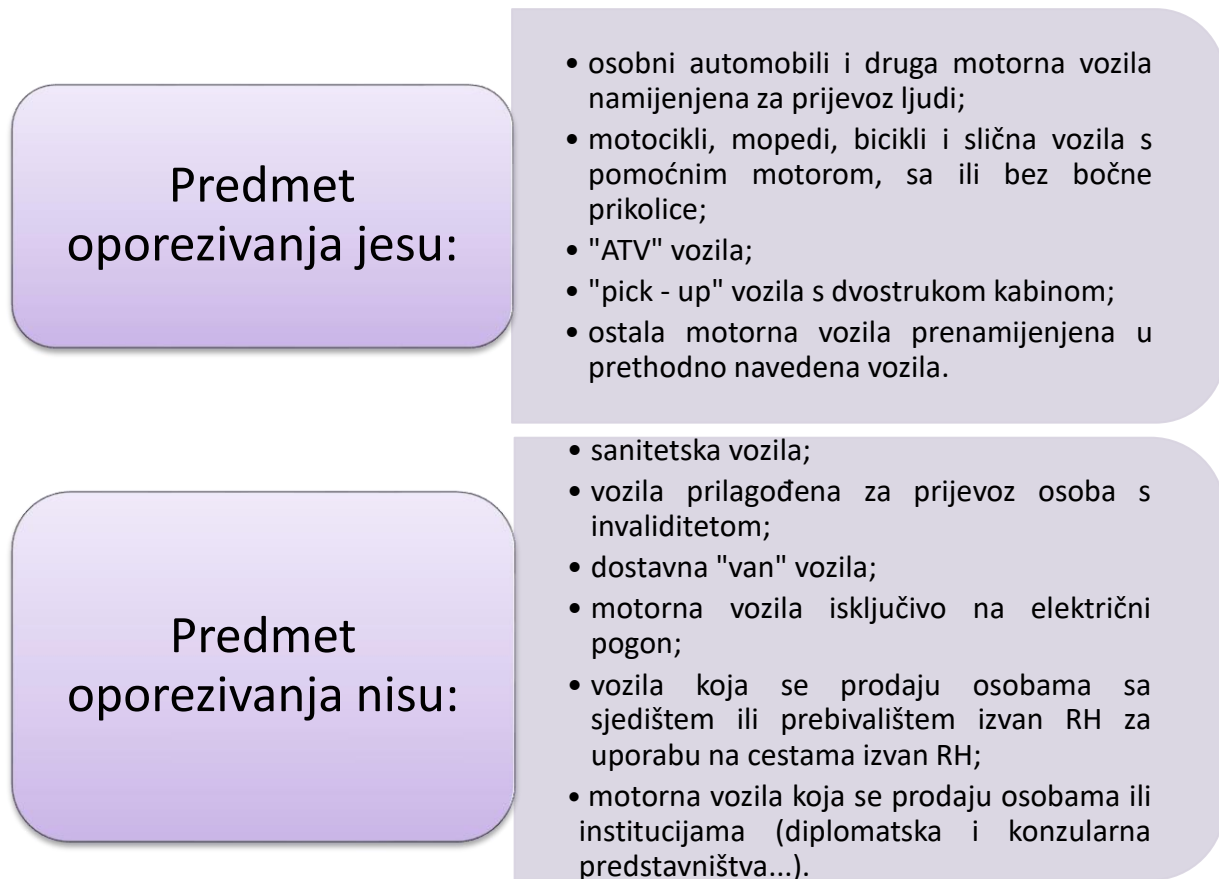 Predmet
oporezivanja jesu:
• osobni automobili i druga motorna vozila
namijenjena za prijevoz ljudi;
• motocikli, mopedi, bicikli i slična vozila s
pomoćnim motorom, sa ili bez bočne
prikolice;
• "ATV" vozila;
• "pick - up" vozila s dvostrukom kabinom;
• ostala motorna vozila prenamijenjena u
prethodno navedena vozila.
Predmet
oporezivanja nisu:
• sanitetska vozila;
• vozila prilagođena za prijevoz osoba s
invaliditetom;
• dostavna "van" vozila;
• motorna vozila isključivo na električni
pogon;
• vozila koja se prodaju osobama sa
sjedištem ili prebivalištem izvan RH za
uporabu na cestama izvan RH;
• motorna vozila koja se prodaju osobama ili
institucijama (diplomatska i konzularna
predstavništva...).